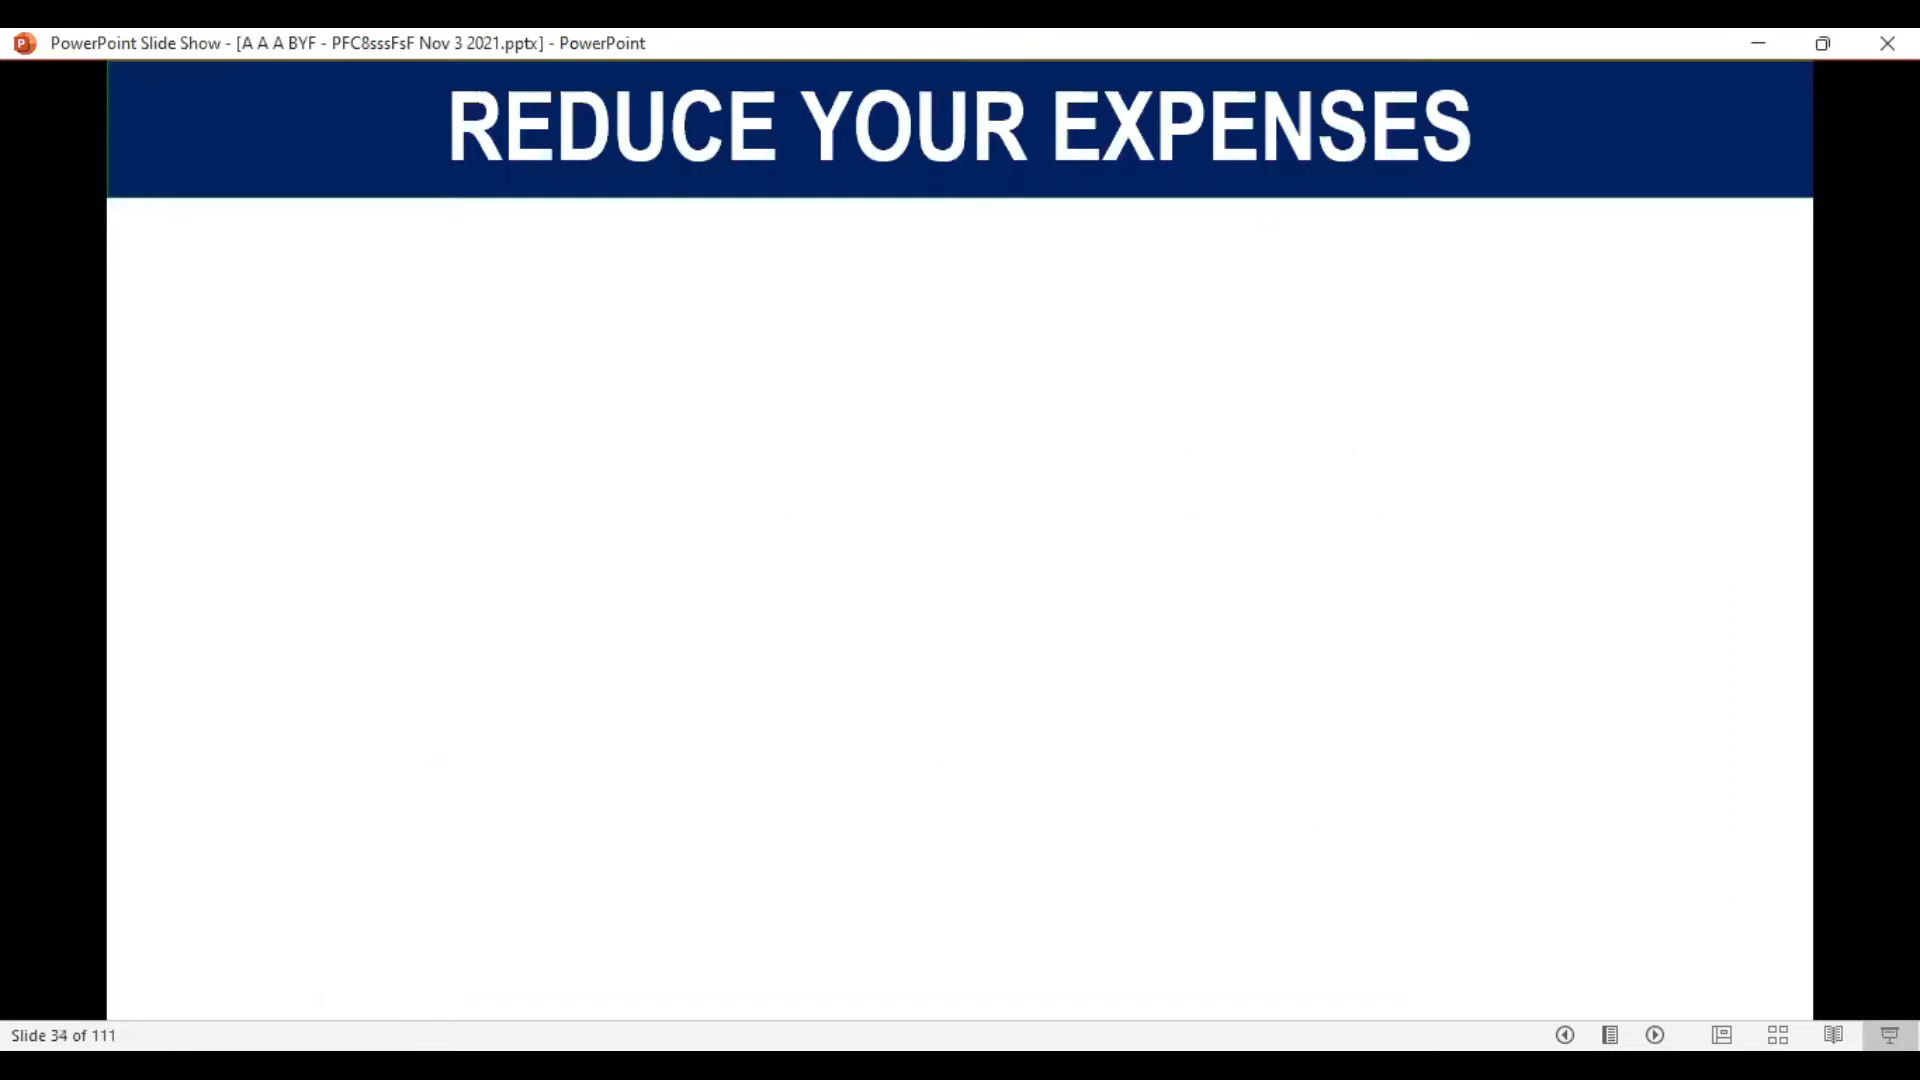 PowerPoint Slide Show - [A A A BYF - PFC8sssFsF Nov 3 2021.pptx] - PowerPoint
REDUCE YOUR EXPENSES
Slide 34 of 111